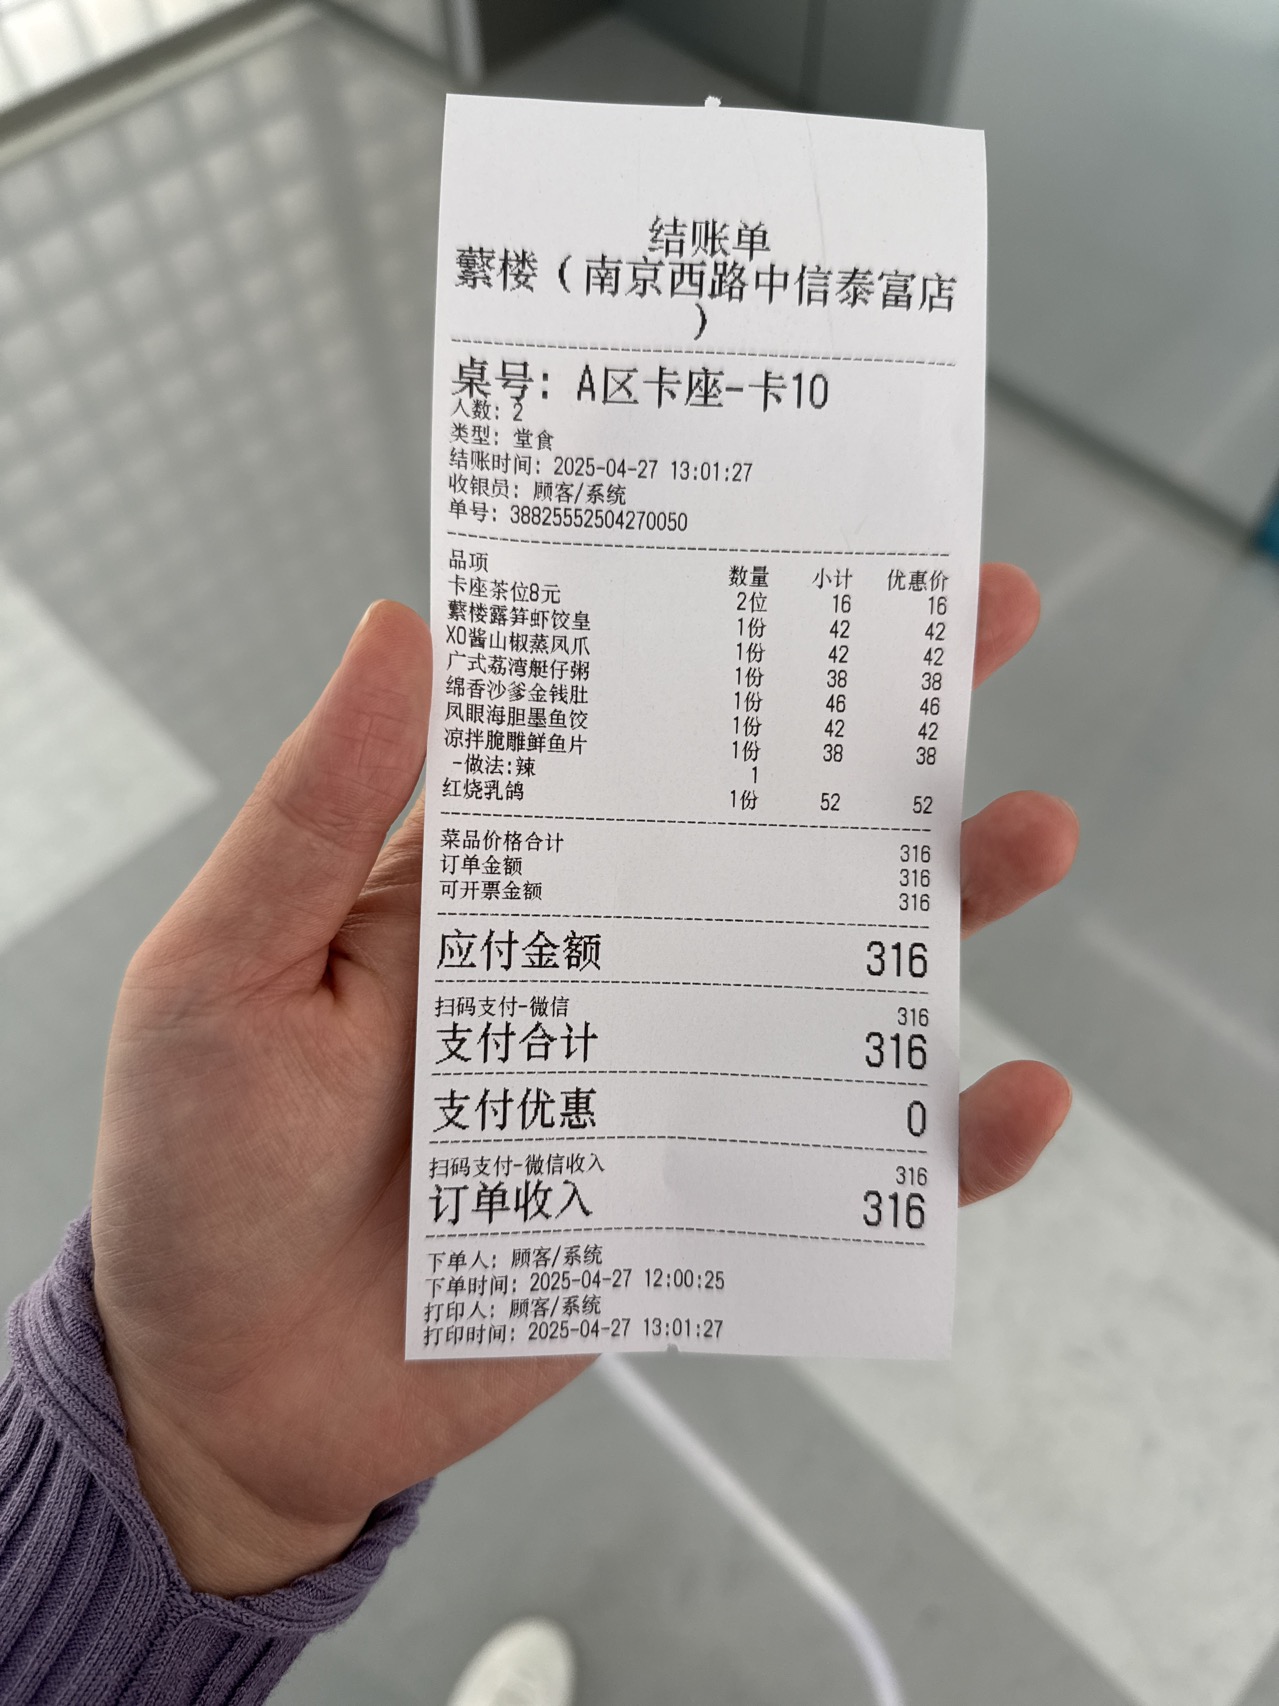 结账单
蘩楼（南京西路中信泰富店
）
桌号：A区卡座-卡10
人数：2
类型：堂食
结账时间：2025-04-27 13:01:27
收银员：顾客/系统
单号：38825552504270050
品项 数量 小计 优惠价
卡座茶位8元 2位 16 16
蘩楼露笋虾饺皇 1份 42 42
XO酱山椒蒸凤爪 1份 42 42
广式荔湾艇仔粥 1份 38 38
绵香沙爹金钱肚 1份 46 46
凤眼海胆墨鱼饺 1份 42 42
凉拌脆雕鲜鱼片 1份 38 38
-做法:辣 1
红烧乳鸽 1份 52 52
菜品价格合计 316
订单金额 316
可开票金额 316
应付金额 316
扫码支付-微信 316
支付合计 316
支付优惠 0
扫码支付-微信收入 316
订单收入 316
下单人：顾客/系统
下单时间：2025-04-27 12:00:25
打印人：顾客/系统
打印时间：2025-04-27 13:01:27